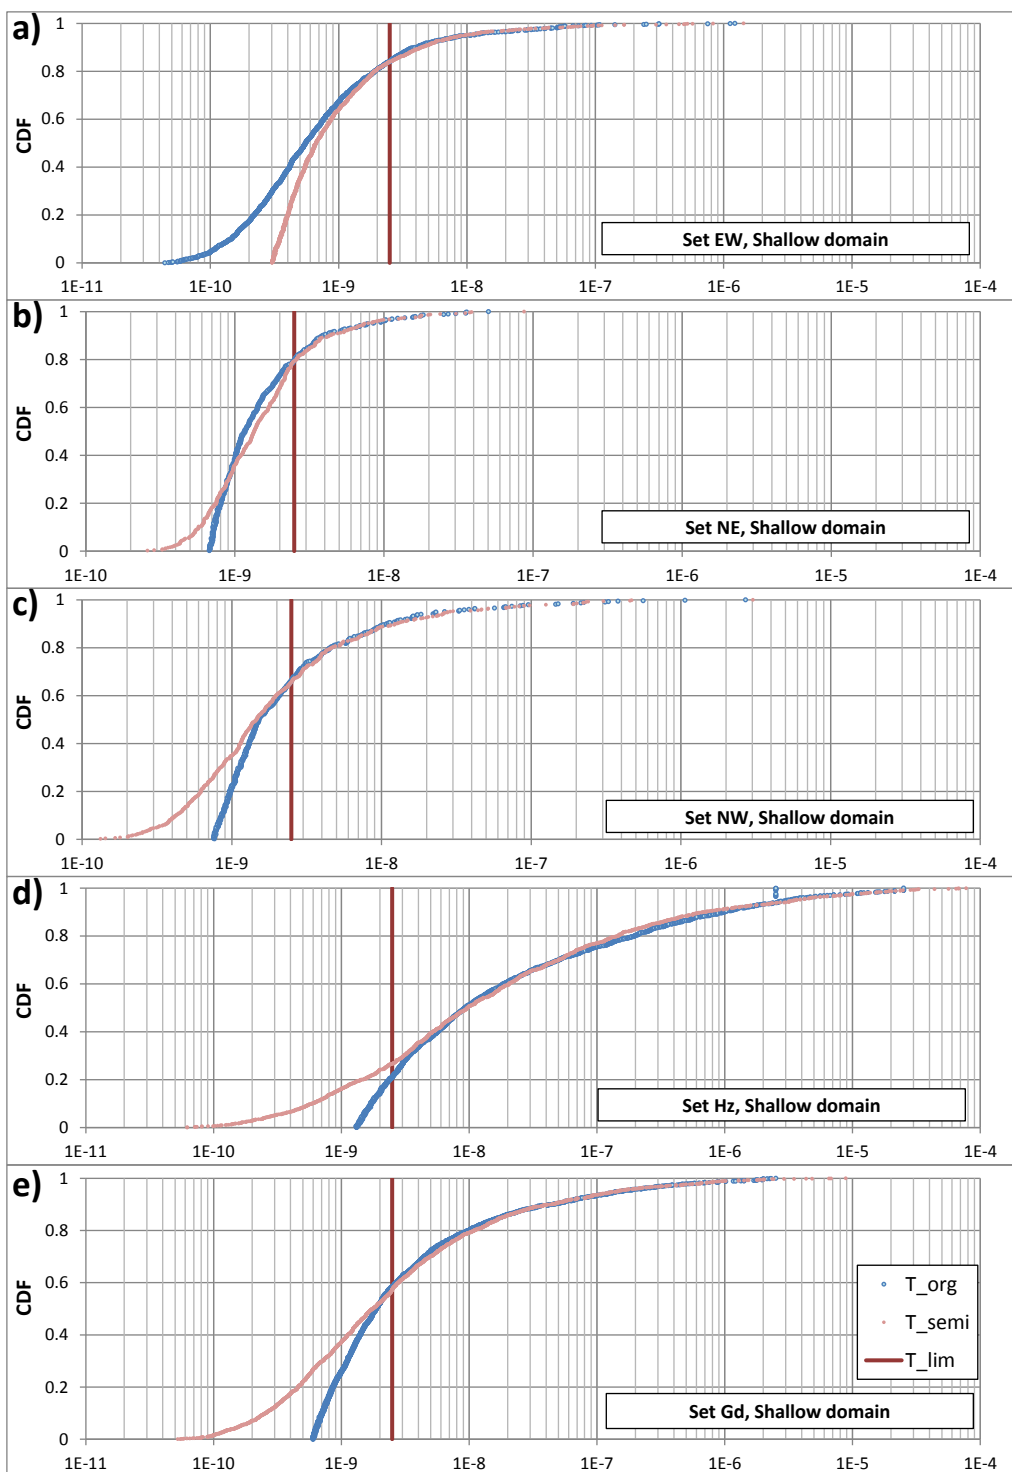 a)
1
0.8
0.6
0.4
0.2
0
CDF
Set EW, Shallow domain
1E-11 1E-10 1E-9 1E-8 1E-7 1E-6 1E-5 1E-4
b)
1
0.8
0.6
0.4
0.2
0
CDF
Set NE, Shallow domain
1E-10 1E-9 1E-8 1E-7 1E-6 1E-5 1E-4
c)
1
0.8
0.6
0.4
0.2
0
CDF
Set NW, Shallow domain
1E-10 1E-9 1E-8 1E-7 1E-6 1E-5 1E-4
d)
1
0.8
0.6
0.4
0.2
0
CDF
Set Hz, Shallow domain
1E-11 1E-10 1E-9 1E-8 1E-7 1E-6 1E-5 1E-4
e)
1
0.8
0.6
0.4
0.2
0
CDF
T_org
T_semi
T_lim
Set Gd, Shallow domain
1E-11 1E-10 1E-9 1E-8 1E-7 1E-6 1E-5 1E-4